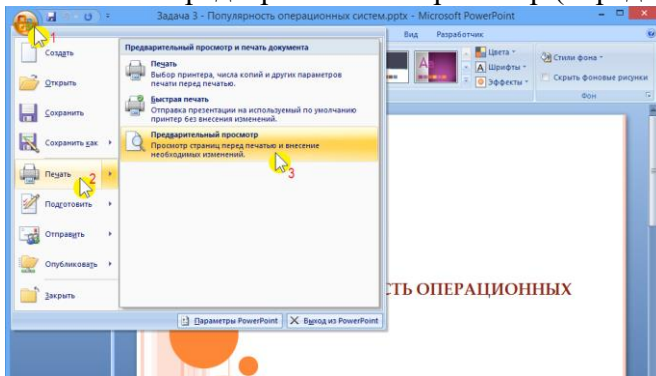 Задача 3 - Популярность операционных систем.pptx - Microsoft PowerPoint
1
Вид Разработчик
Создать
Открыть
Сохранить
Сохранить как
Печать
2
Подготовить
Отправить
Опубликовать
Закрыть
Предварительный просмотр и печать документа
Печать
Выбор принтера, числа копий и других параметров
печати перед печатью.
Быстрая печать
Отправка презентации на используемый по умолчанию
принтер без внесения изменений.
Предварительный просмотр
Просмотр страниц перед печатью и внесение
необходимых изменений.
3
Параметры PowerPoint
Выход из PowerPoint
Цвета
Шрифты
Эффекты
Стили фона
Скрыть фоновые рисунки
Фон
СТЬ ОПЕРАЦИОННЫХ